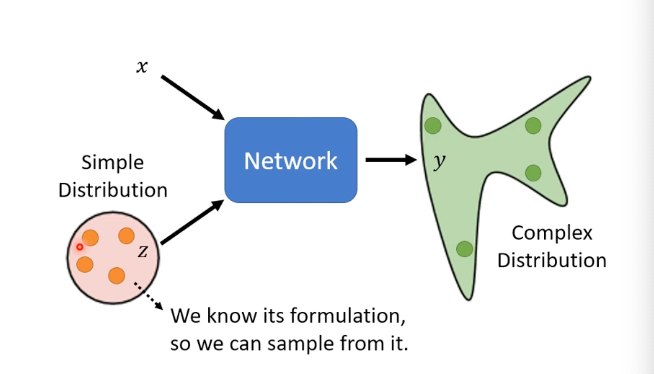 x
Simple
Distribution
z
Network
y
Complex
Distribution
We know its formulation,
so we can sample from it.